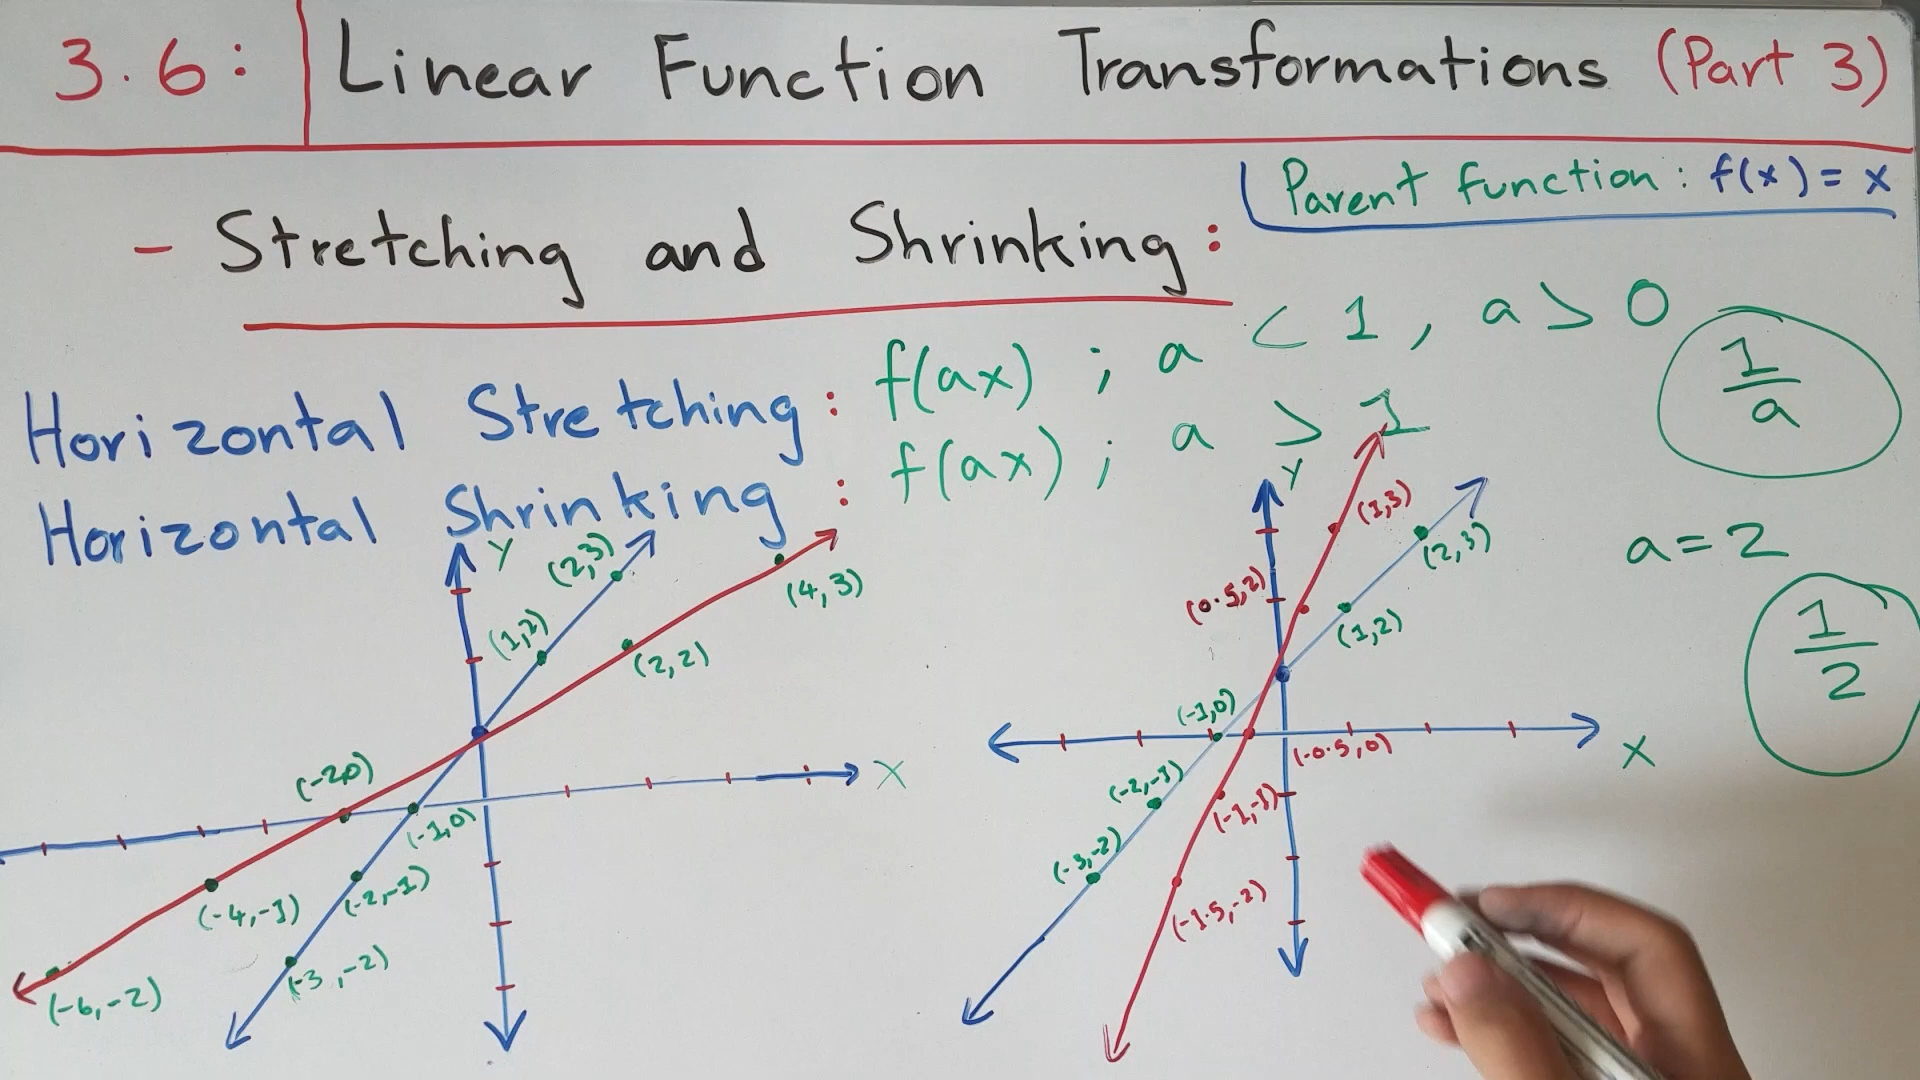 3.6: Linear Function Transformations (Part 3)
Parent function: f(x) = x
- Stretching and Shrinking:
Horizontal Stretching: f(ax) ; a < 1, a > 0
1/a
Horizontal Shrinking: f(ax) ; a > 1
a = 2
1/2
Y
(2,3)
(4,3)
(1,2)
(2,2)
(-2,0)
X
(-1,0)
(-4,-1)
(-2,-1)
(-6,-2)
(-3,-2)
Y
(1,3)
(2,3)
(0.5,2)
(1,2)
(-1,0)
(-0.5,0)
X
(-2,-1)
(-1,-1)
(-3,-2)
(-1.5,-2)